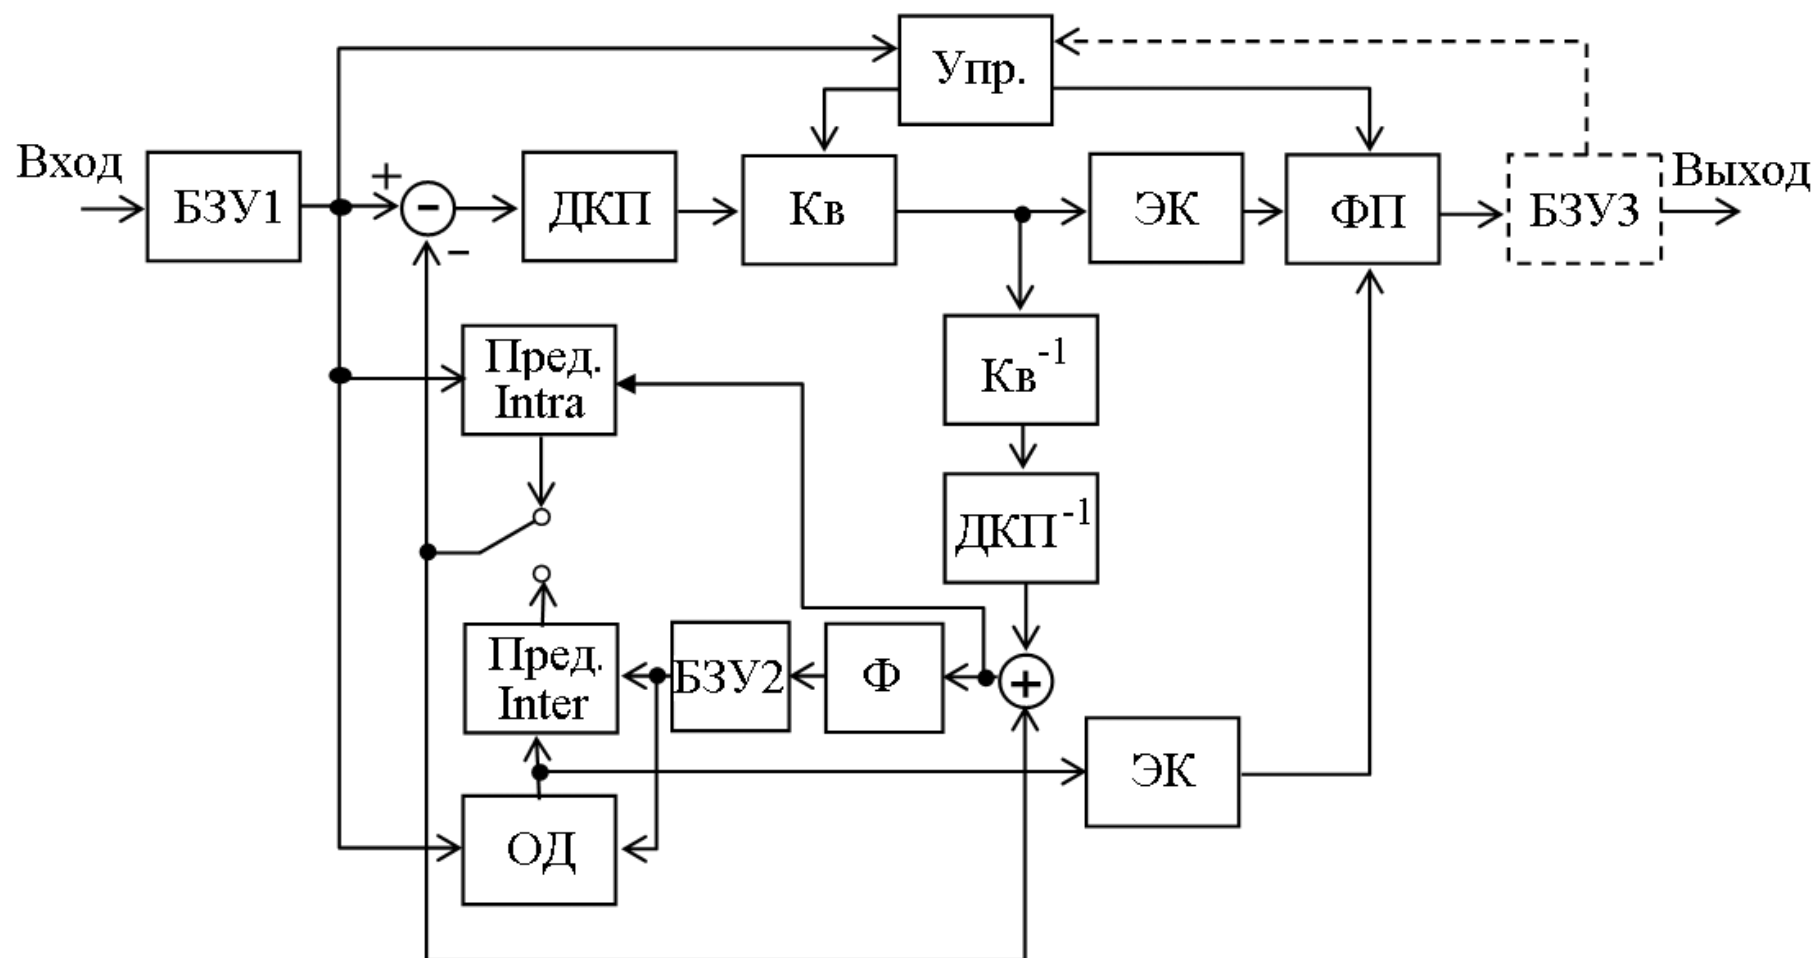 Упр.
Вход
БЗУ1
+
-
−
ДКП
Кв
ЭК
ФП
БЗУ3
Выход
Пред.
Intra
Кв⁻¹
ДКП⁻¹
Пред.
Inter
БЗУ2
Ф
+
ЭК
ОД